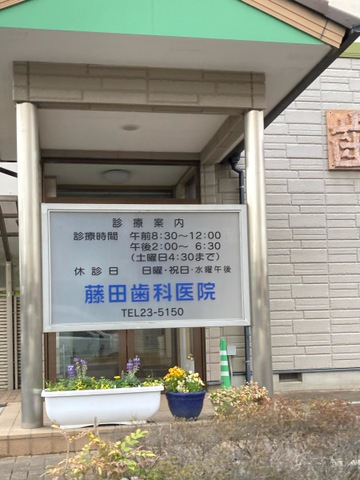 診療案内
診療時間 午前8:30～12:00
午後2:00～ 6:30
(土曜日4:30まで)
休診日 日曜・祝日・水曜午後
藤田歯科医院
TEL23-5150